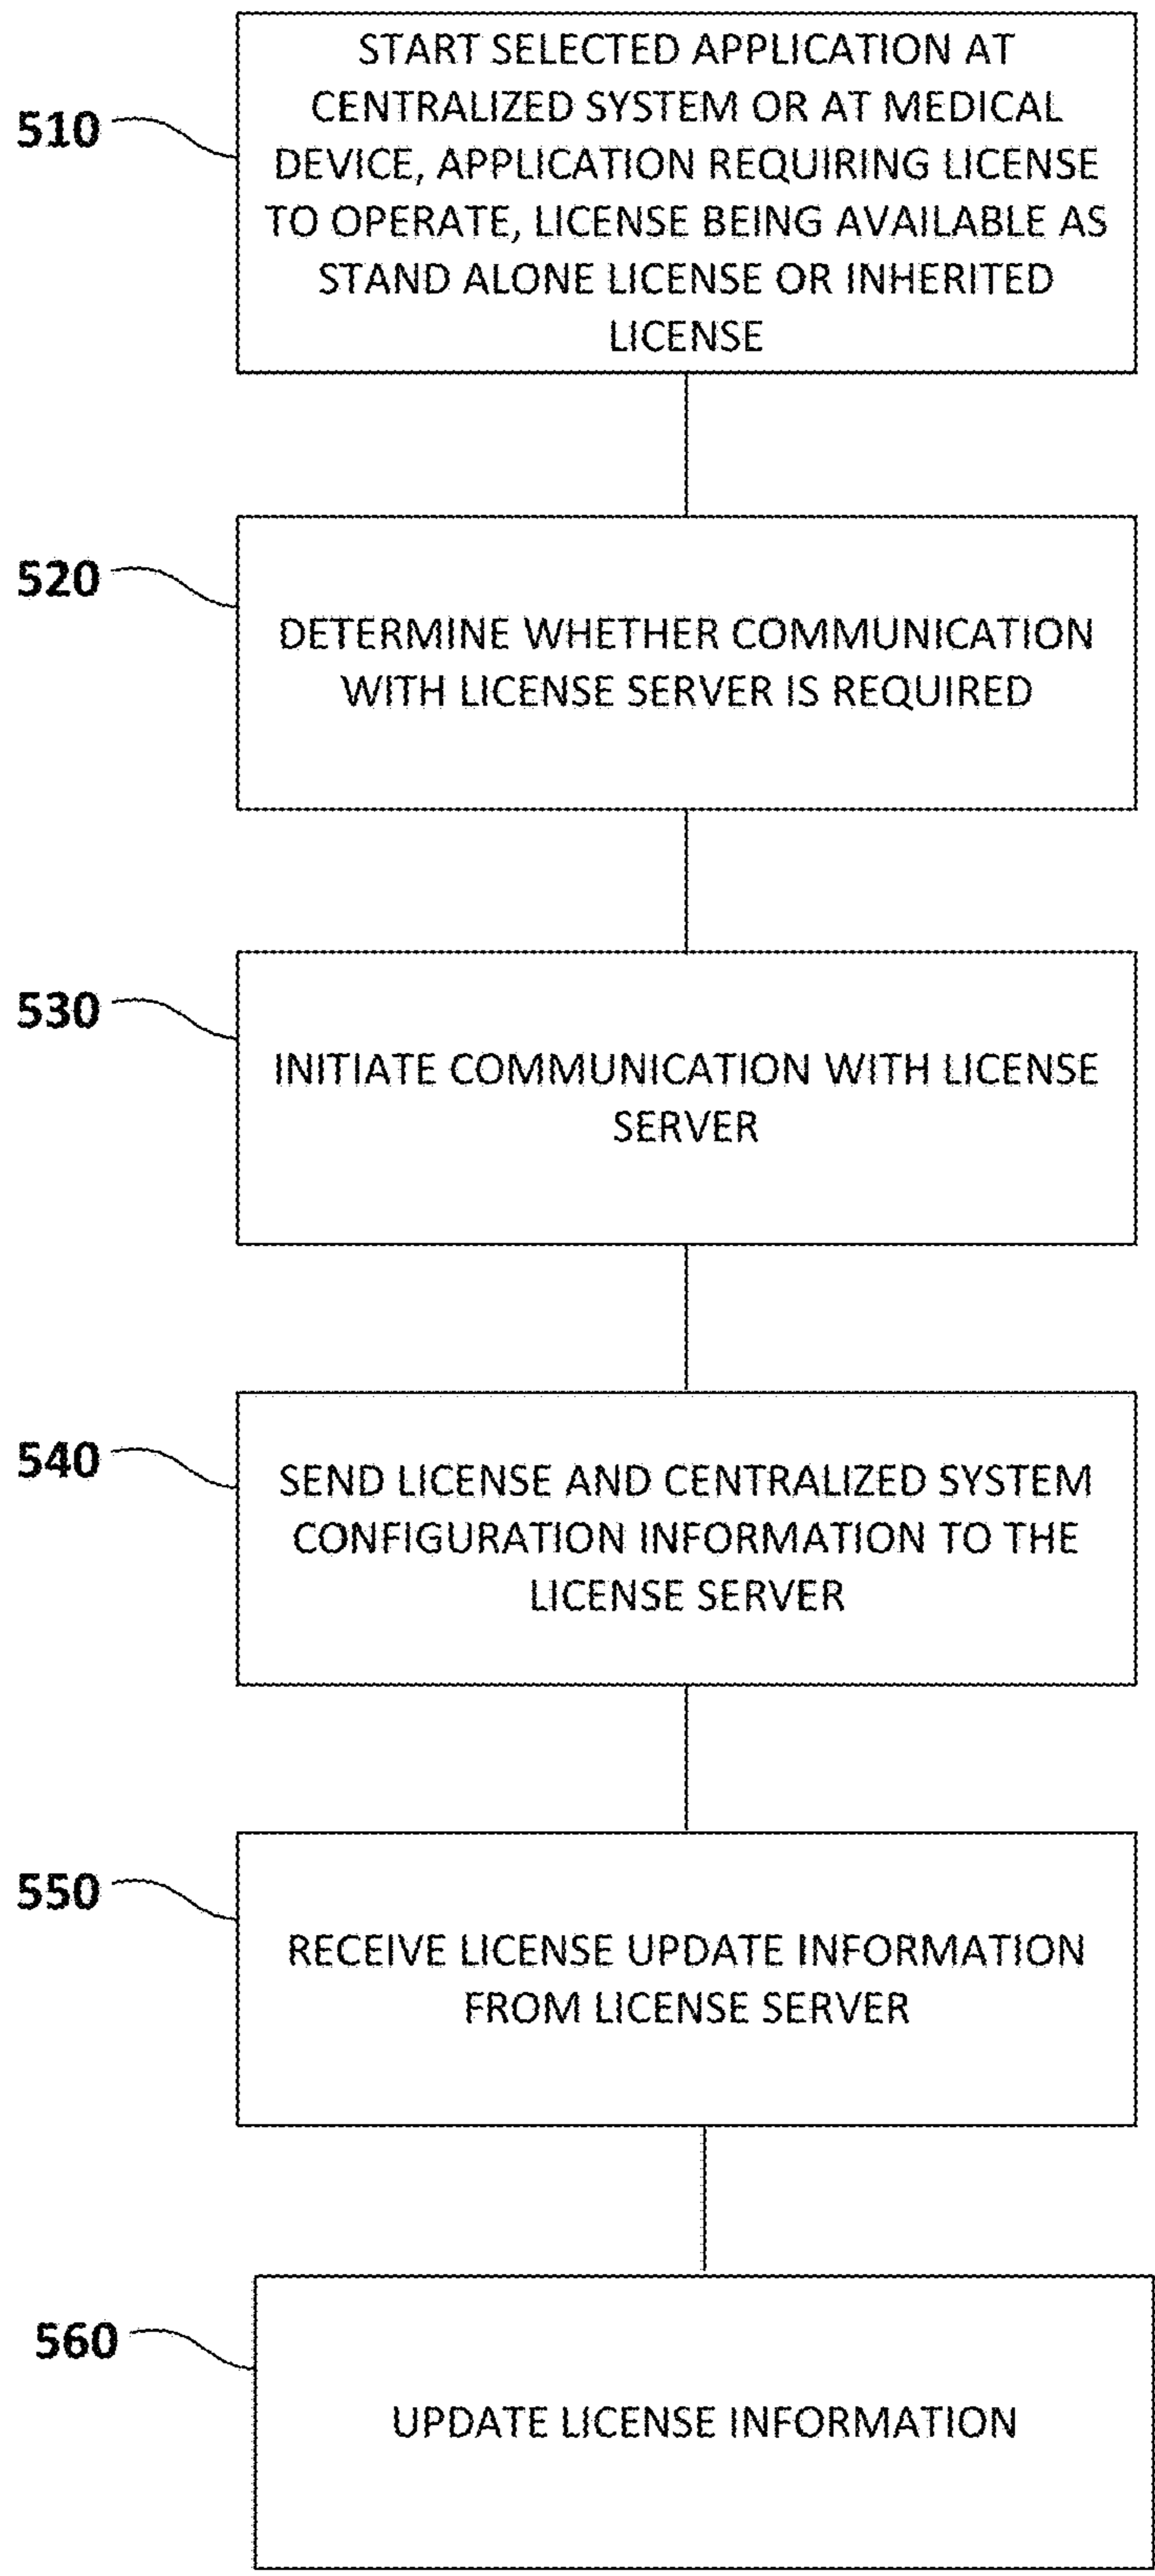 510
START SELECTED APPLICATION AT
CENTRALIZED SYSTEM OR AT MEDICAL
DEVICE, APPLICATION REQUIRING LICENSE
TO OPERATE, LICENSE BEING AVAILABLE AS
STAND ALONE LICENSE OR INHERITED
LICENSE
520
DETERMINE WHETHER COMMUNICATION
WITH LICENSE SERVER IS REQUIRED
530
INITIATE COMMUNICATION WITH LICENSE
SERVER
540
SEND LICENSE AND CENTRALIZED SYSTEM
CONFIGURATION INFORMATION TO THE
LICENSE SERVER
550
RECEIVE LICENSE UPDATE INFORMATION
FROM LICENSE SERVER
560
UPDATE LICENSE INFORMATION